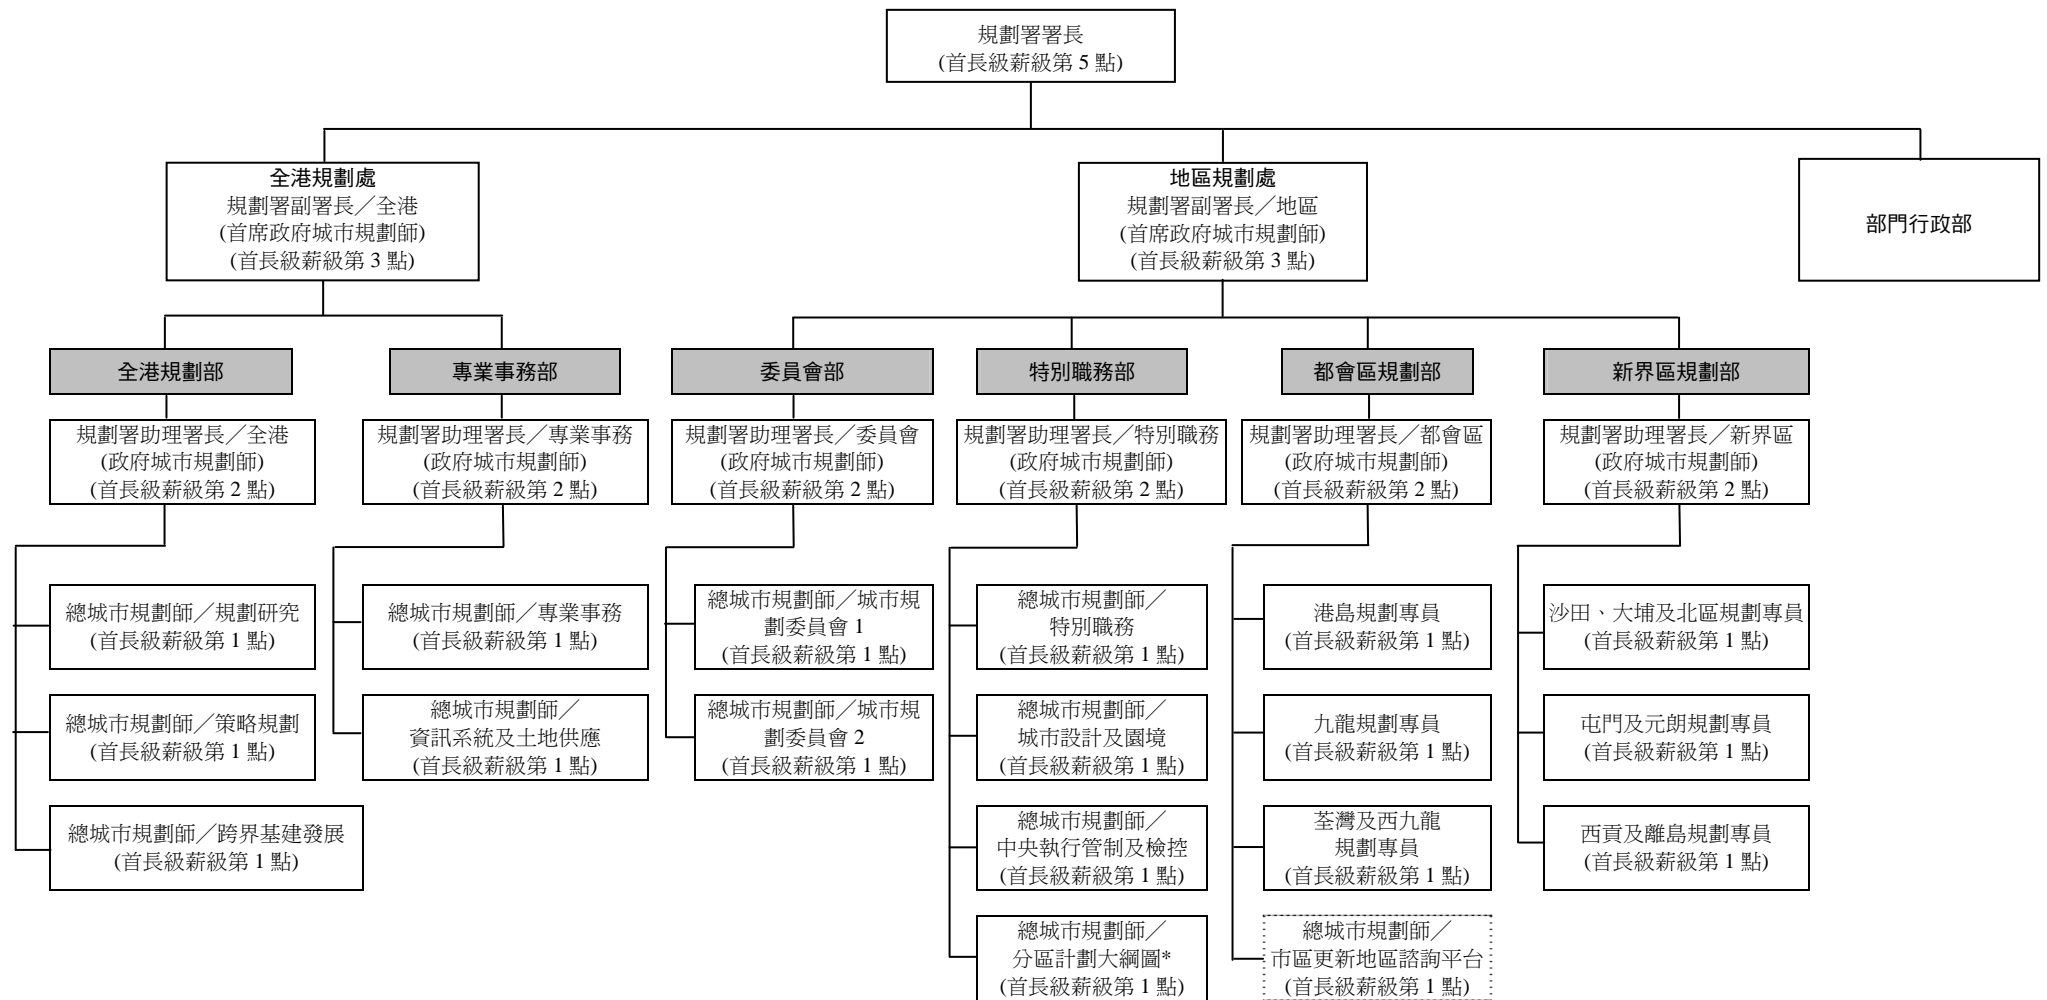 規劃署署長
(首長級薪級第 5 點)
全港規劃處
規劃署副署長／全港
(首席政府城市規劃師)
(首長級薪級第 3 點)
地區規劃處
規劃署副署長／地區
(首席政府城市規劃師)
(首長級薪級第 3 點)
部門行政部
全港規劃部
專業事務部
委員會部
特別職務部
都會區規劃部
新界區規劃部
規劃署助理署長／全港
(政府城市規劃師)
(首長級薪級第 2 點)
規劃署助理署長／專業事務
(政府城市規劃師)
(首長級薪級第 2 點)
規劃署助理署長／委員會
(政府城市規劃師)
(首長級薪級第 2 點)
規劃署助理署長／特別職務
(政府城市規劃師)
(首長級薪級第 2 點)
規劃署助理署長／都會區
(政府城市規劃師)
(首長級薪級第 2 點)
規劃署助理署長／新界區
(政府城市規劃師)
(首長級薪級第 2 點)
總城市規劃師／規劃研究
(首長級薪級第 1 點)
總城市規劃師／策略規劃
(首長級薪級第 1 點)
總城市規劃師／跨界基建發展
(首長級薪級第 1 點)
總城市規劃師／專業事務
(首長級薪級第 1 點)
總城市規劃師／
資訊系統及土地供應
(首長級薪級第 1 點)
總城市規劃師／城市規
劃委員會 1
(首長級薪級第 1 點)
總城市規劃師／城市規
劃委員會 2
(首長級薪級第 1 點)
總城市規劃師／
特別職務
(首長級薪級第 1 點)
總城市規劃師／
城市設計及園境
(首長級薪級第 1 點)
總城市規劃師／
中央執行管制及檢控
(首長級薪級第 1 點)
總城市規劃師／
分區計劃大綱圖*
(首長級薪級第 1 點)
港島規劃專員
(首長級薪級第 1 點)
九龍規劃專員
(首長級薪級第 1 點)
荃灣及西九龍
規劃專員
(首長級薪級第 1 點)
總城市規劃師／
市區更新地區諮詢平台
(首長級薪級第 1 點)
沙田、大埔及北區規劃專員
(首長級薪級第 1 點)
屯門及元朗規劃專員
(首長級薪級第 1 點)
西貢及離島規劃專員
(首長級薪級第 1 點)